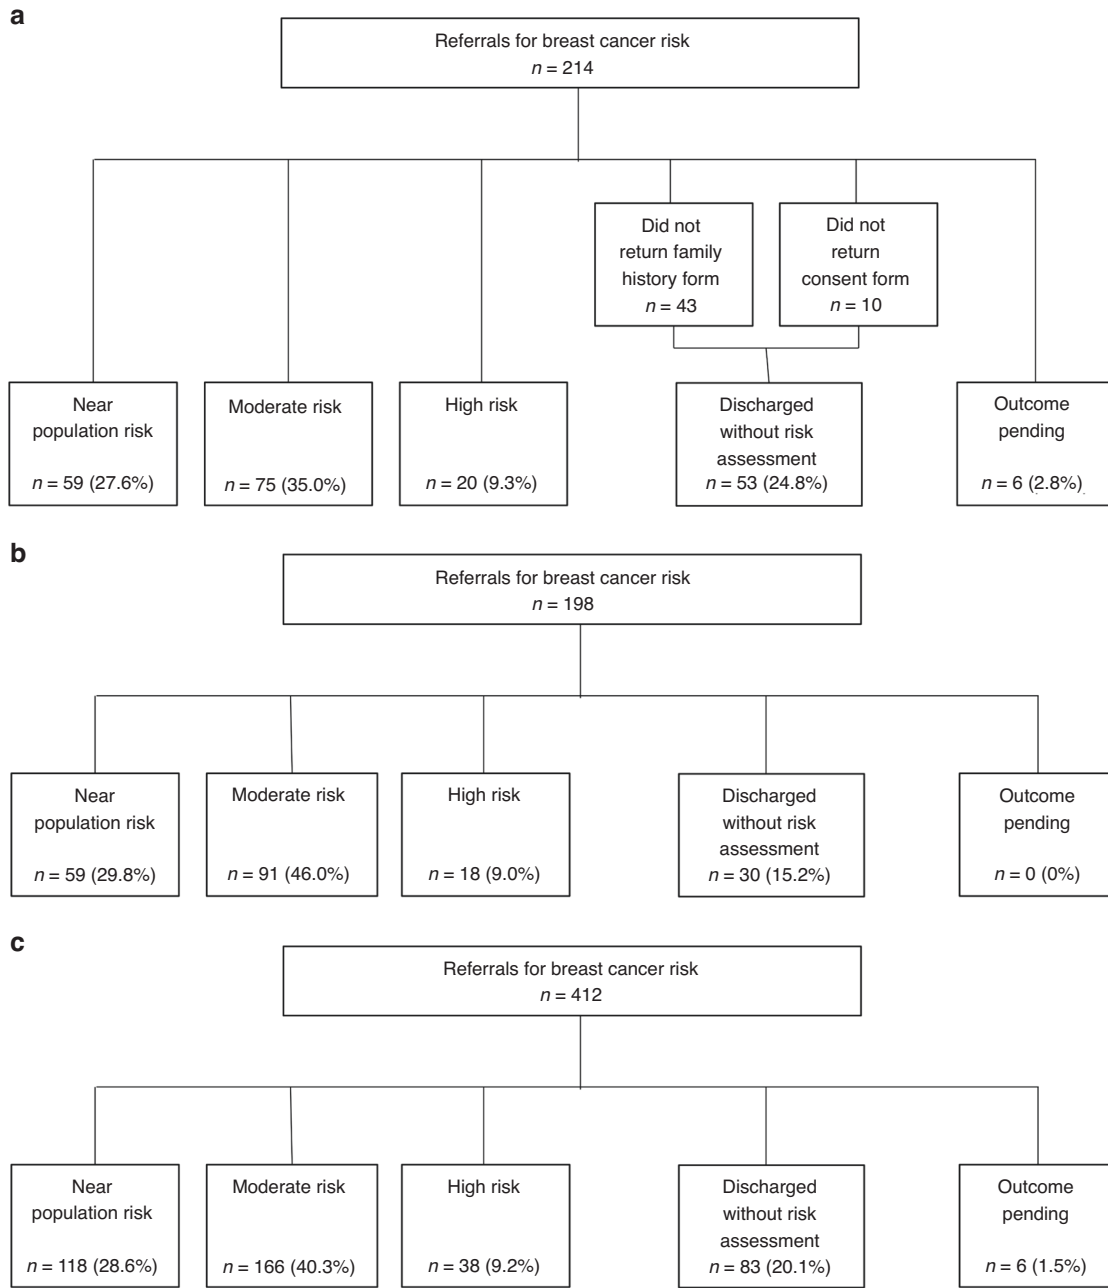 a
Referrals for breast cancer risk
n = 214
Did not
return family
history form
n = 43
Did not
return
consent form
n = 10
Near
population risk
n = 59 (27.6%)
Moderate risk
n = 75 (35.0%)
High risk
n = 20 (9.3%)
Discharged
without risk
assessment
n = 53 (24.8%)
Outcome
pending
n = 6 (2.8%)
b
Referrals for breast cancer risk
n = 198
Near
population risk
n = 59 (29.8%)
Moderate risk
n = 91 (46.0%)
High risk
n = 18 (9.0%)
Discharged
without risk
assessment
n = 30 (15.2%)
Outcome
pending
n = 0 (0%)
c
Referrals for breast cancer risk
n = 412
Near
population risk
n = 118 (28.6%)
Moderate risk
n = 166 (40.3%)
High risk
n = 38 (9.2%)
Discharged
without risk
assessment
n = 83 (20.1%)
Outcome
pending
n = 6 (1.5%)